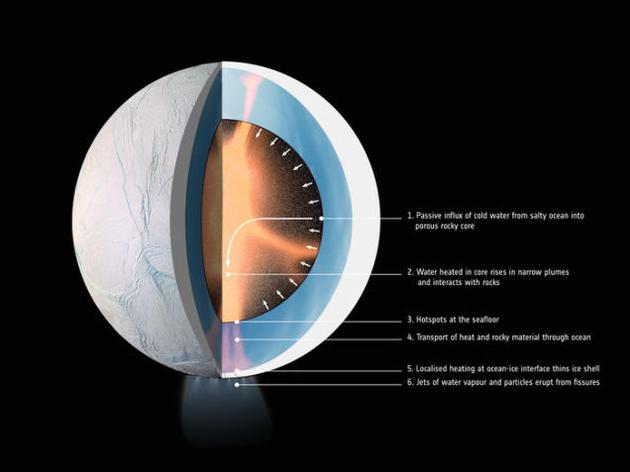 1. Passive influx of cold water from salty ocean into
porous rocky core
2. Water heated in core rises in narrow plumes
and interacts with rocks
3. Hotspots at the seafloor
4. Transport of heat and rocky material through ocean
5. Localised heating at ocean-ice interface thins ice shell
6. Jets of water vapour and particles erupt from fissures